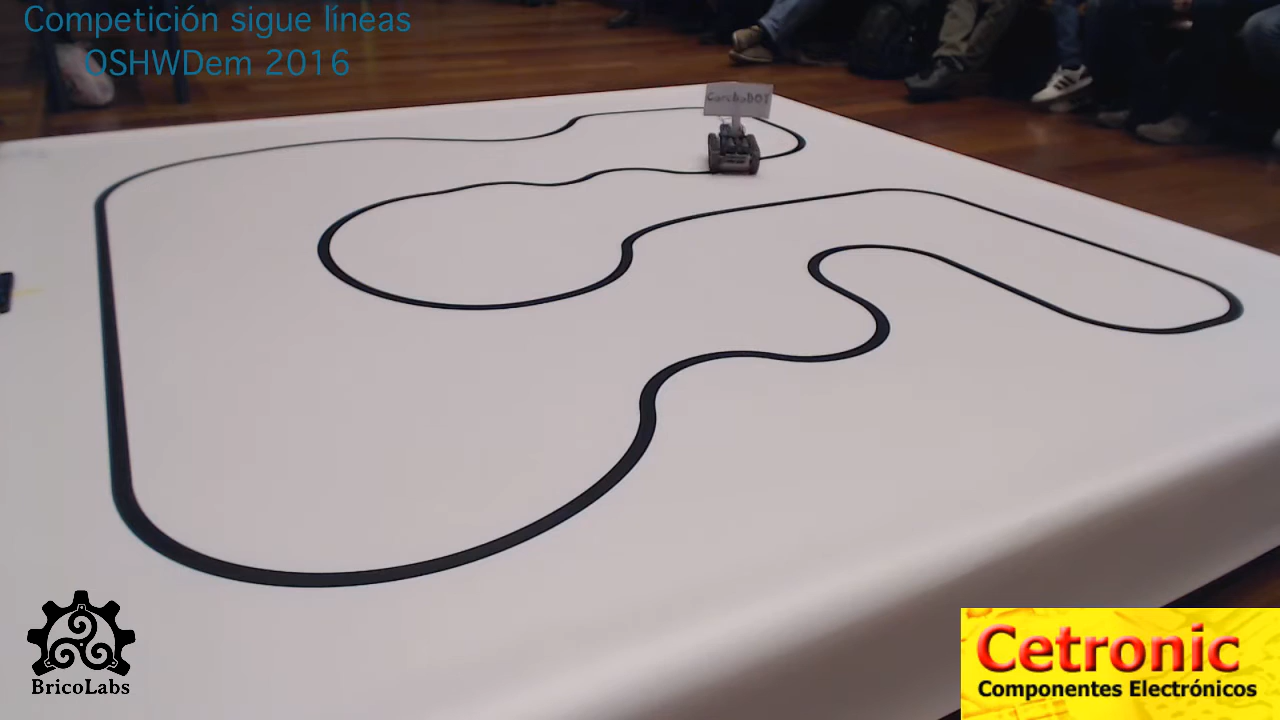 Competición sigue líneas
OSHWDem 2016
BricoLabs
Cetronic
Componentes Electrónicos